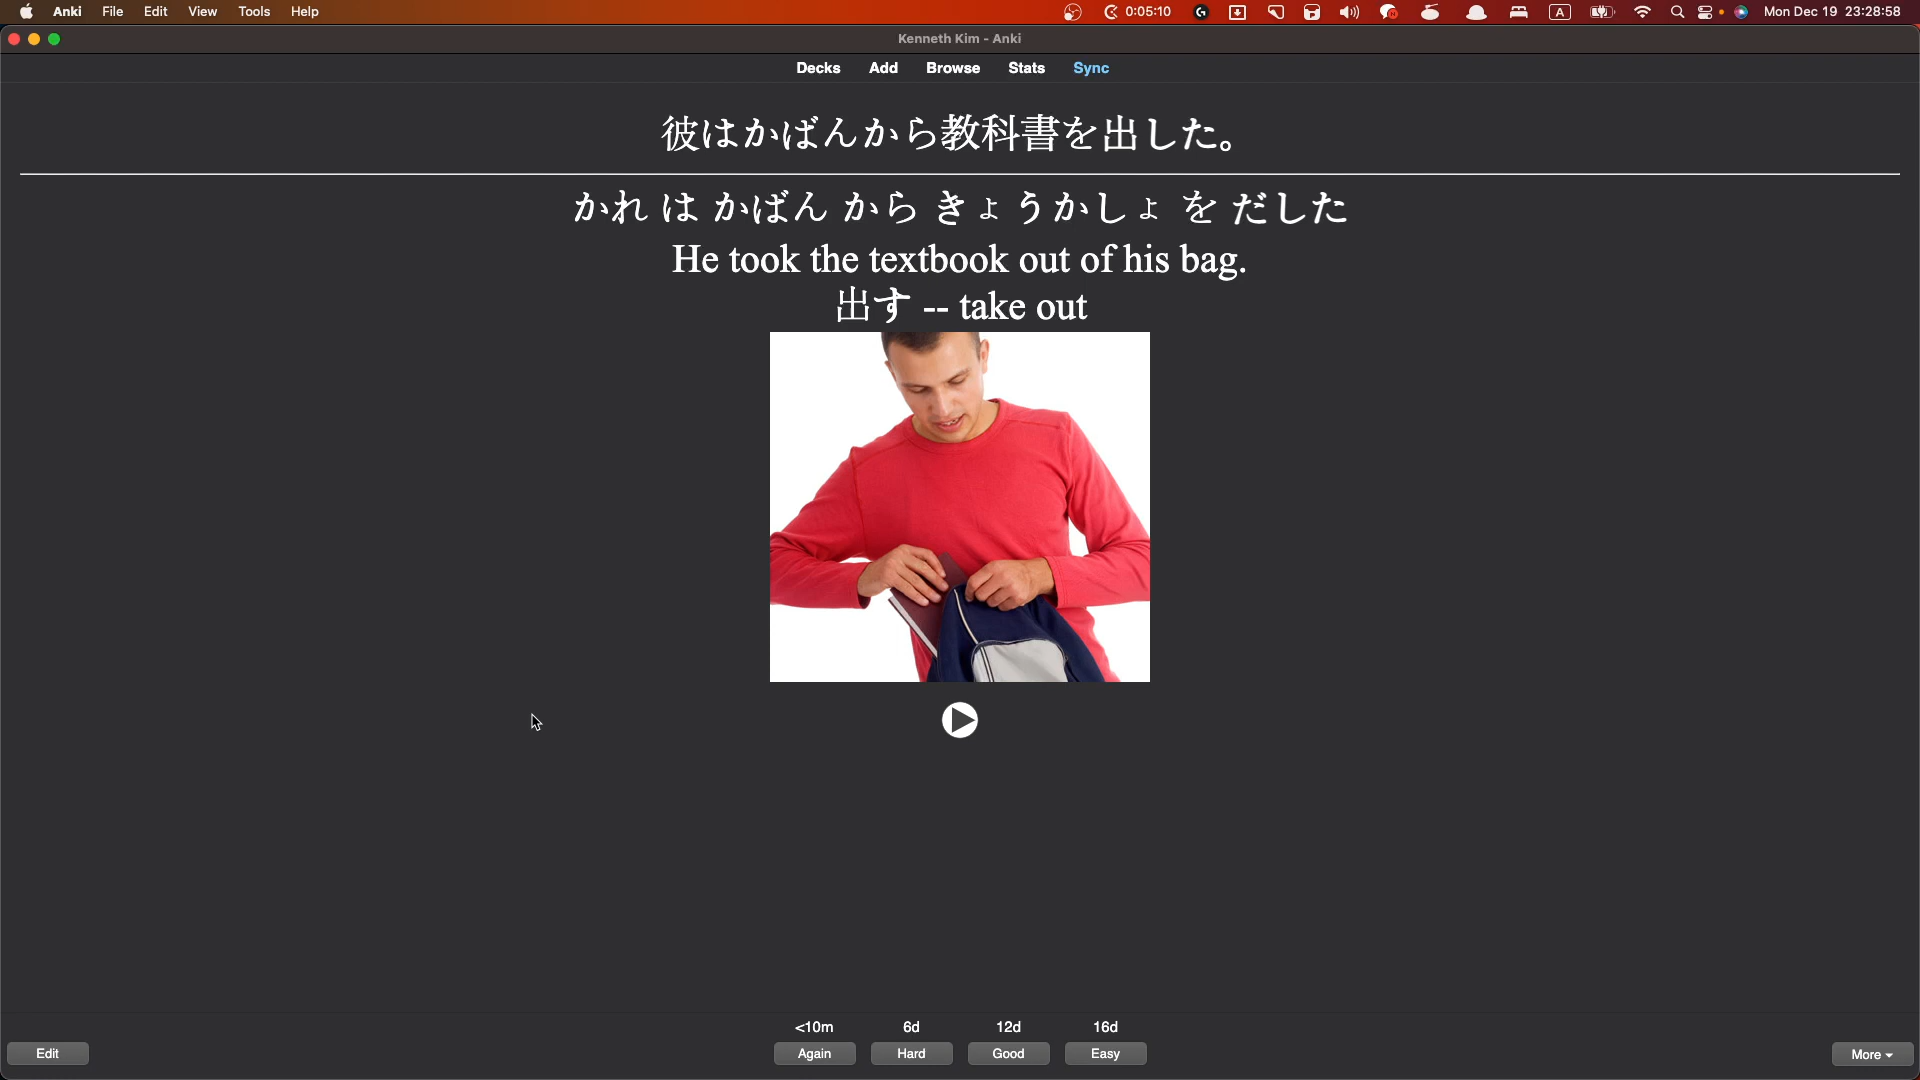 Anki File Edit View Tools Help 0:05:10 A Mon Dec 19 23:28:58
Kenneth Kim - Anki
Decks Add Browse Stats Sync
彼はかばんから教科書を出した。
かれ は かばん から きょうかしょ を だした
He took the textbook out of his bag.
出す -- take out
<10m 6d 12d 16d
Edit Again Hard Good Easy More